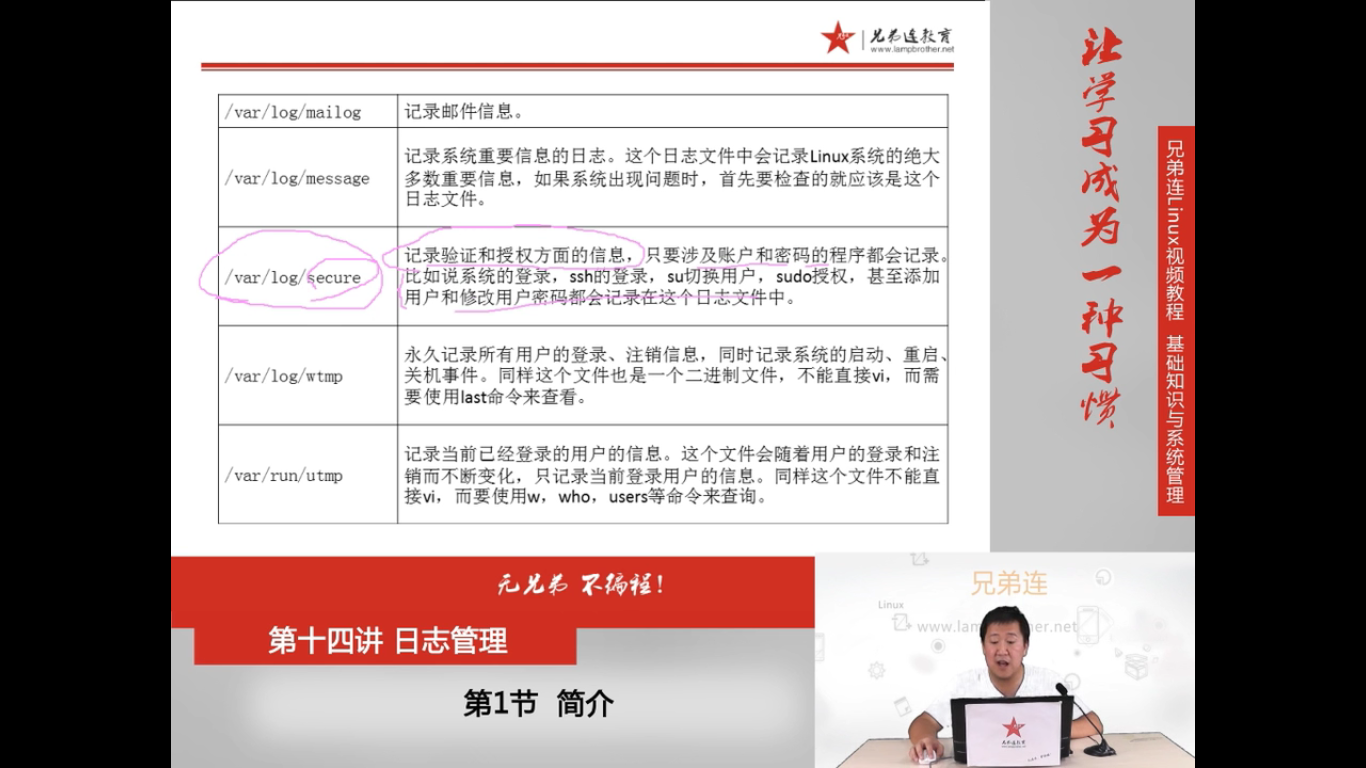 兄弟连教育
www.lampbrother.net
/var/log/mailog
记录邮件信息。
/var/log/message
记录系统重要信息的日志。这个日志文件中会记录Linux系统的绝大
多数重要信息，如果系统出现问题时，首先要检查的就应该是这个
日志文件。
/var/log/secure
记录验证和授权方面的信息，只要涉及账户和密码的程序都会记录。
比如说系统的登录，ssh的登录，su切换用户，sudo授权，甚至添加
用户和修改用户密码都会记录在这个日志文件中。
/var/log/wtmp
永久记录所有用户的登录、注销信息，同时记录系统的启动、重启、
关机事件。同样这个文件也是一个二进制文件，不能直接vi，而需
要使用last命令来查看。
/var/run/utmp
记录当前已经登录的用户的信息。这个文件会随着用户的登录和注
销而不断变化，只记录当前登录用户的信息。同样这个文件不能直
接vi，而要使用w，who，users等命令来查询。
让学习成为一种习惯
兄弟连Linux视频教程 基础知识与系统管理
无兄弟 不编程!
第十四讲 日志管理
第1节 简介
兄弟连
Linux